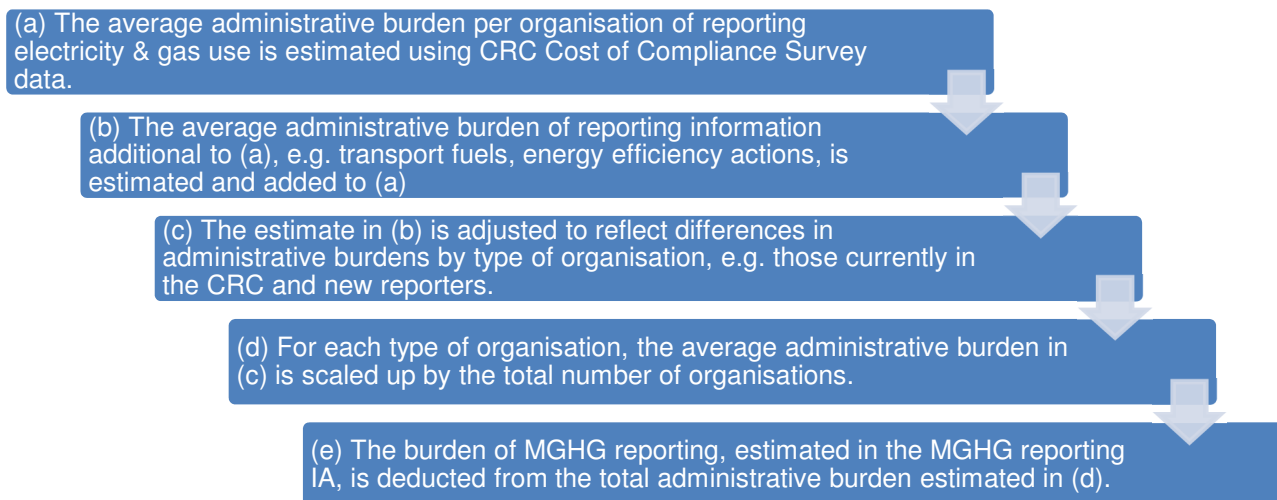 (a) The average administrative burden per organisation of reporting
electricity & gas use is estimated using CRC Cost of Compliance Survey
data.
(b) The average administrative burden of reporting information
additional to (a), e.g. transport fuels, energy efficiency actions, is
estimated and added to (a)
(c) The estimate in (b) is adjusted to reflect differences in
administrative burdens by type of organisation, e.g. those currently in
the CRC and new reporters.
(d) For each type of organisation, the average administrative burden in
(c) is scaled up by the total number of organisations.
(e) The burden of MGHG reporting, estimated in the MGHG reporting
IA, is deducted from the total administrative burden estimated in (d).